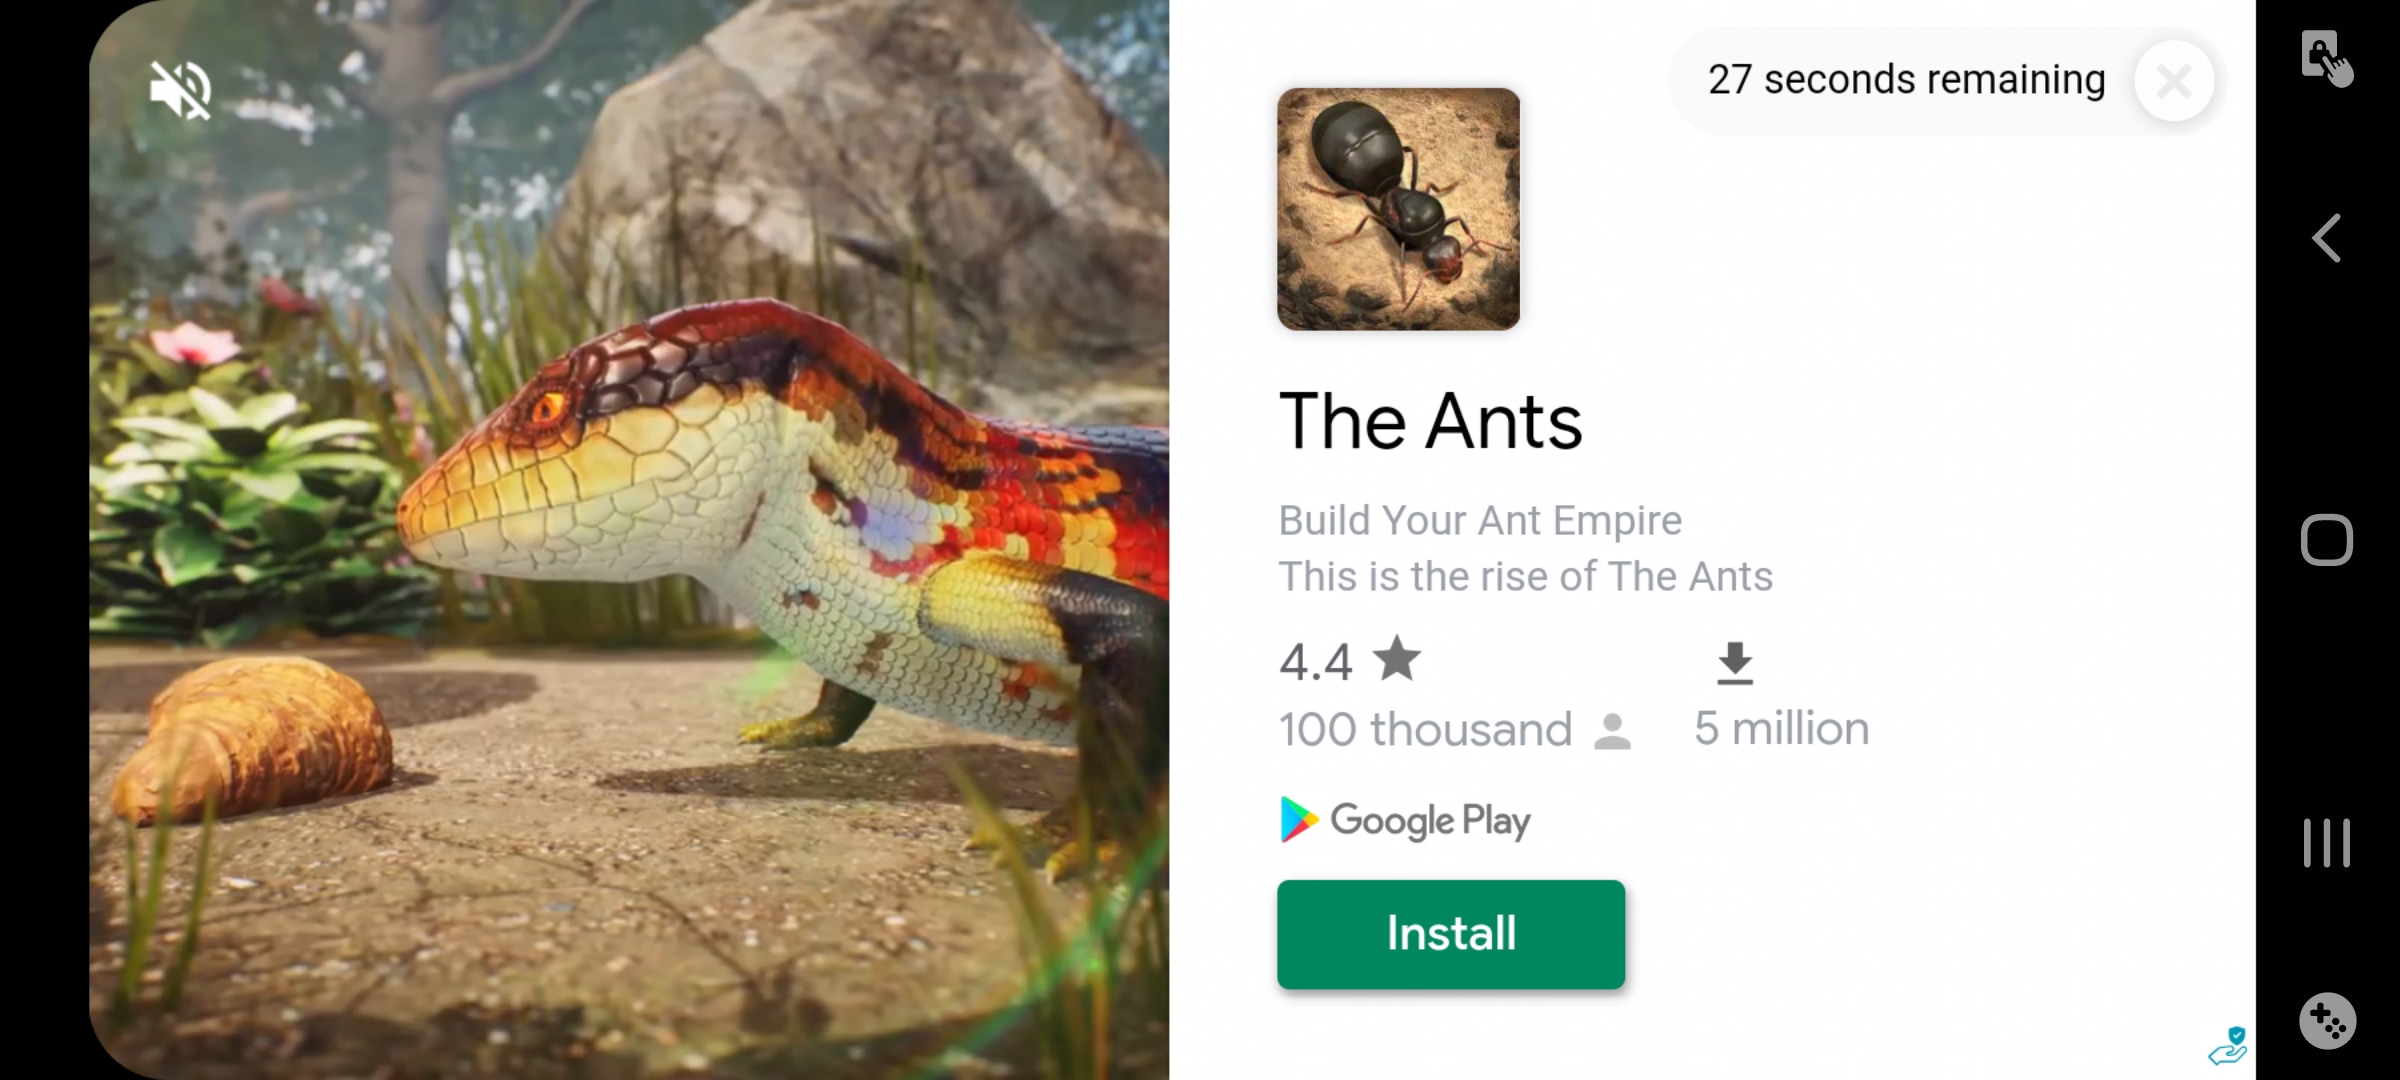 27 seconds remaining
The Ants
Build Your Ant Empire
This is the rise of The Ants
4.4
100 thousand
5 million
Google Play
Install